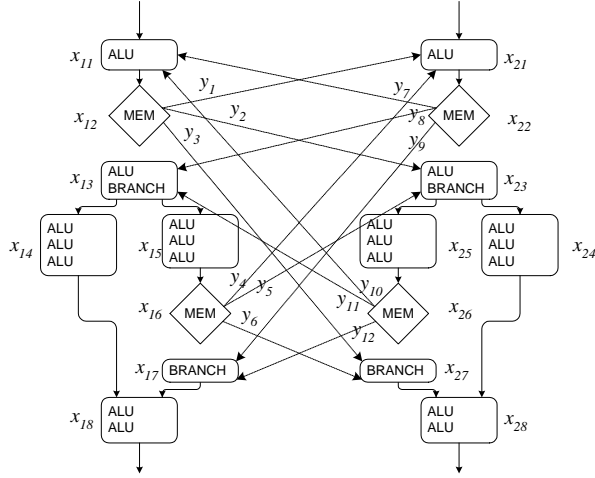 x11 ALU
ALU x21
y1
y7
x12 MEM
y2
y8
MEM x22
y3
y9
x13 ALU
BRANCH
ALU
BRANCH x23
x14 ALU
ALU
ALU
x15 ALU
ALU
ALU
ALU
ALU
ALU x25
ALU
ALU
ALU x24
y4
y5
y10
x16 MEM
y11
MEM x26
y6
y12
x17 BRANCH
BRANCH x27
x18 ALU
ALU
ALU
ALU x28